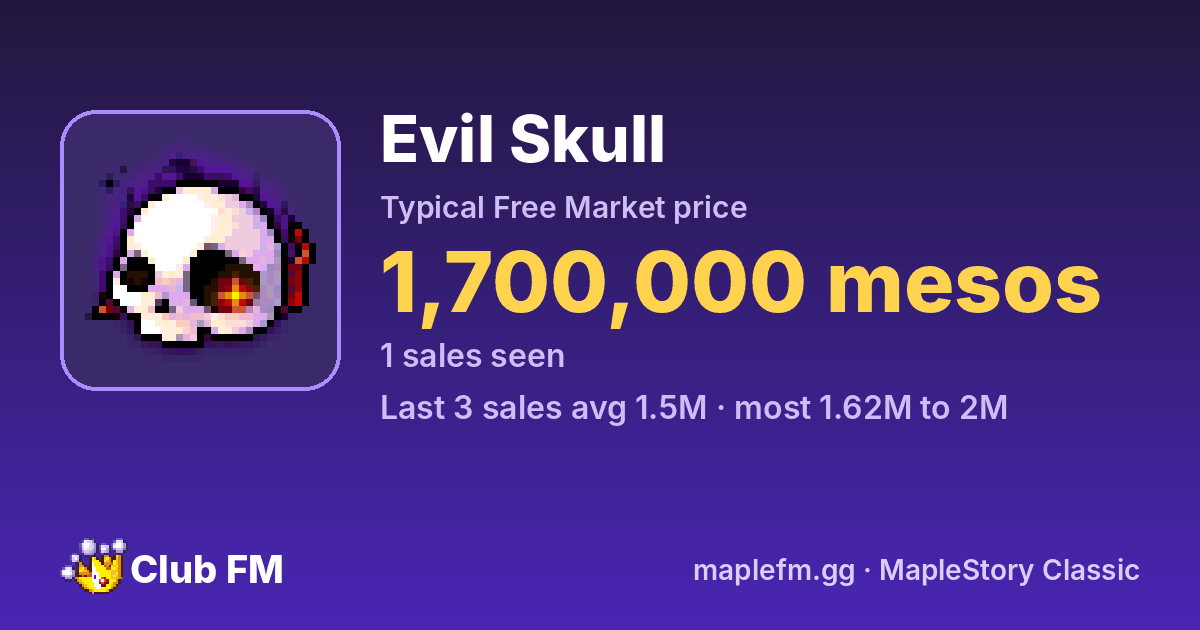 Evil Skull
Typical Free Market price
1,700,000 mesos
1 sales seen
Last 3 sales avg 1.5M · most 1.62M to 2M
Club FM
maplefm.gg · MapleStory Classic